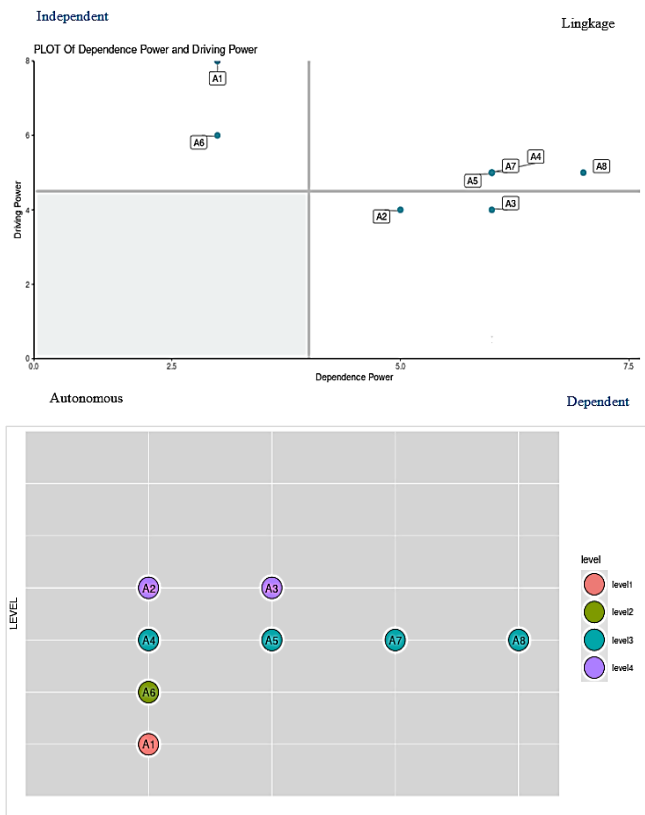 Independent
Lingkage
PLOT Of Dependence Power and Driving Power
8
A1
6
A6
A4
A7
A8
A5
Driving Power
4
A3
A2
2
0
0.0
2.5
5.0
7.5
Dependence Power
Autonomous
Dependent
LEVEL
A2
A3
A4
A5
A7
A8
A6
A1
level
level1
level2
level3
level4